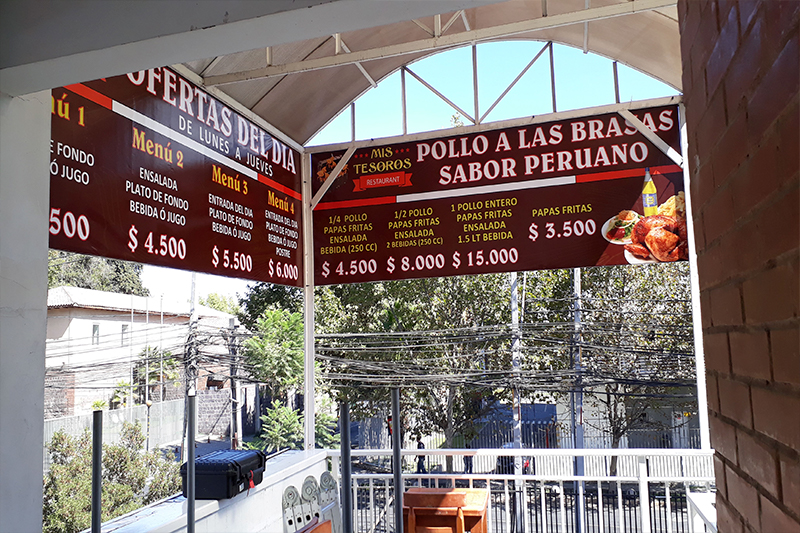 OFERTAS DEL DIA
DE LUNES A JUEVES
Menú 1
DE FONDO
Ó JUGO
500
Menú 2
ENSALADA
PLATO DE FONDO
BEBIDA Ó JUGO
$ 4.500
Menú 3
ENTRADA DEL DIA
PLATO DE FONDO
BEBIDA Ó JUGO
$ 5.500
Menú 4
ENTRADA DEL DIA
PLATO DE FONDO
BEBIDA Ó JUGO
POSTRE
$ 6.000
MIS
TESOROS
RESTAURANT
POLLO A LAS BRASAS
SABOR PERUANO
1/4 POLLO
PAPAS FRITAS
ENSALADA
BEBIDA (250 CC)
$ 4.500
1/2 POLLO
PAPAS FRITAS
ENSALADA
2 BEBIDAS (250 CC)
$ 8.000
1 POLLO ENTERO
PAPAS FRITAS
ENSALADA
1.5 LT BEBIDA
$ 15.000
PAPAS FRITAS
$ 3.500